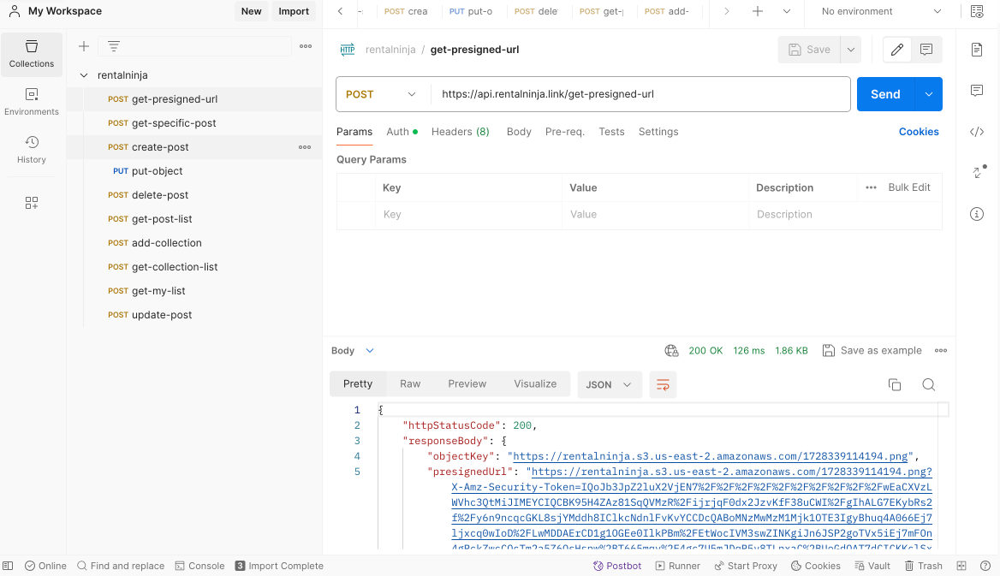 My Workspace
New
Import
POST crea
PUT put-o
POST dele
POST get-
POST add-
No environment
Collections
Environments
History
rentalninja
POST get-presigned-url
POST get-specific-post
POST create-post
PUT put-object
POST delete-post
POST get-post-list
POST add-collection
POST get-collection-list
POST get-my-list
POST update-post
HTTP rentalninja / get-presigned-url
Save
POST
https://api.rentalninja.link/get-presigned-url
Send
Params
Auth
Headers (8)
Body
Pre-req.
Tests
Settings
Cookies
Query Params
Key Value Description
Bulk Edit
Key Value Description
Body
200 OK 126 ms 1.86 KB
Save as example
Pretty Raw Preview Visualize
JSON
1 {
2 "httpStatusCode": 200,
3 "responseBody": {
4 "objectKey": "https://rentalninja.s3.us-east-2.amazonaws.com/1728339114194.png",
5 "presignedUrl": "https://rentalninja.s3.us-east-2.amazonaws.com/1728339114194.png?
X-Amz-Security-Token=IQoJb3JpZ2luX2VjEN7%2F%2F%2F%2F%2F%2F%2F%2F%2F%2FwEaCXVzL
WVhc3QtMiJIMEYCIQCBK95H4ZAz81SqQVMzR%2FijrjqF0dx2JzvKfF38uCWI%2FgIhALG7EKybRs2
f%2Fy6n9ncqcGKL8sjYMddh8IClkcNdnlFvKvYCCDcQABoMNzMwMzM1Mjk1OTE3IgyBhuq4A066Ej7
ljxcq0wIoD%2FLwMDDAErCD1g1OGEe0IlkPBm%2FEtWocIVM3swZINKgiJn6JSP2goTVx5iEj7mFOn
Online
Find and replace
Console
3 Import Complete
Postbot
Runner
Start Proxy
Cookies
Vault
Trash